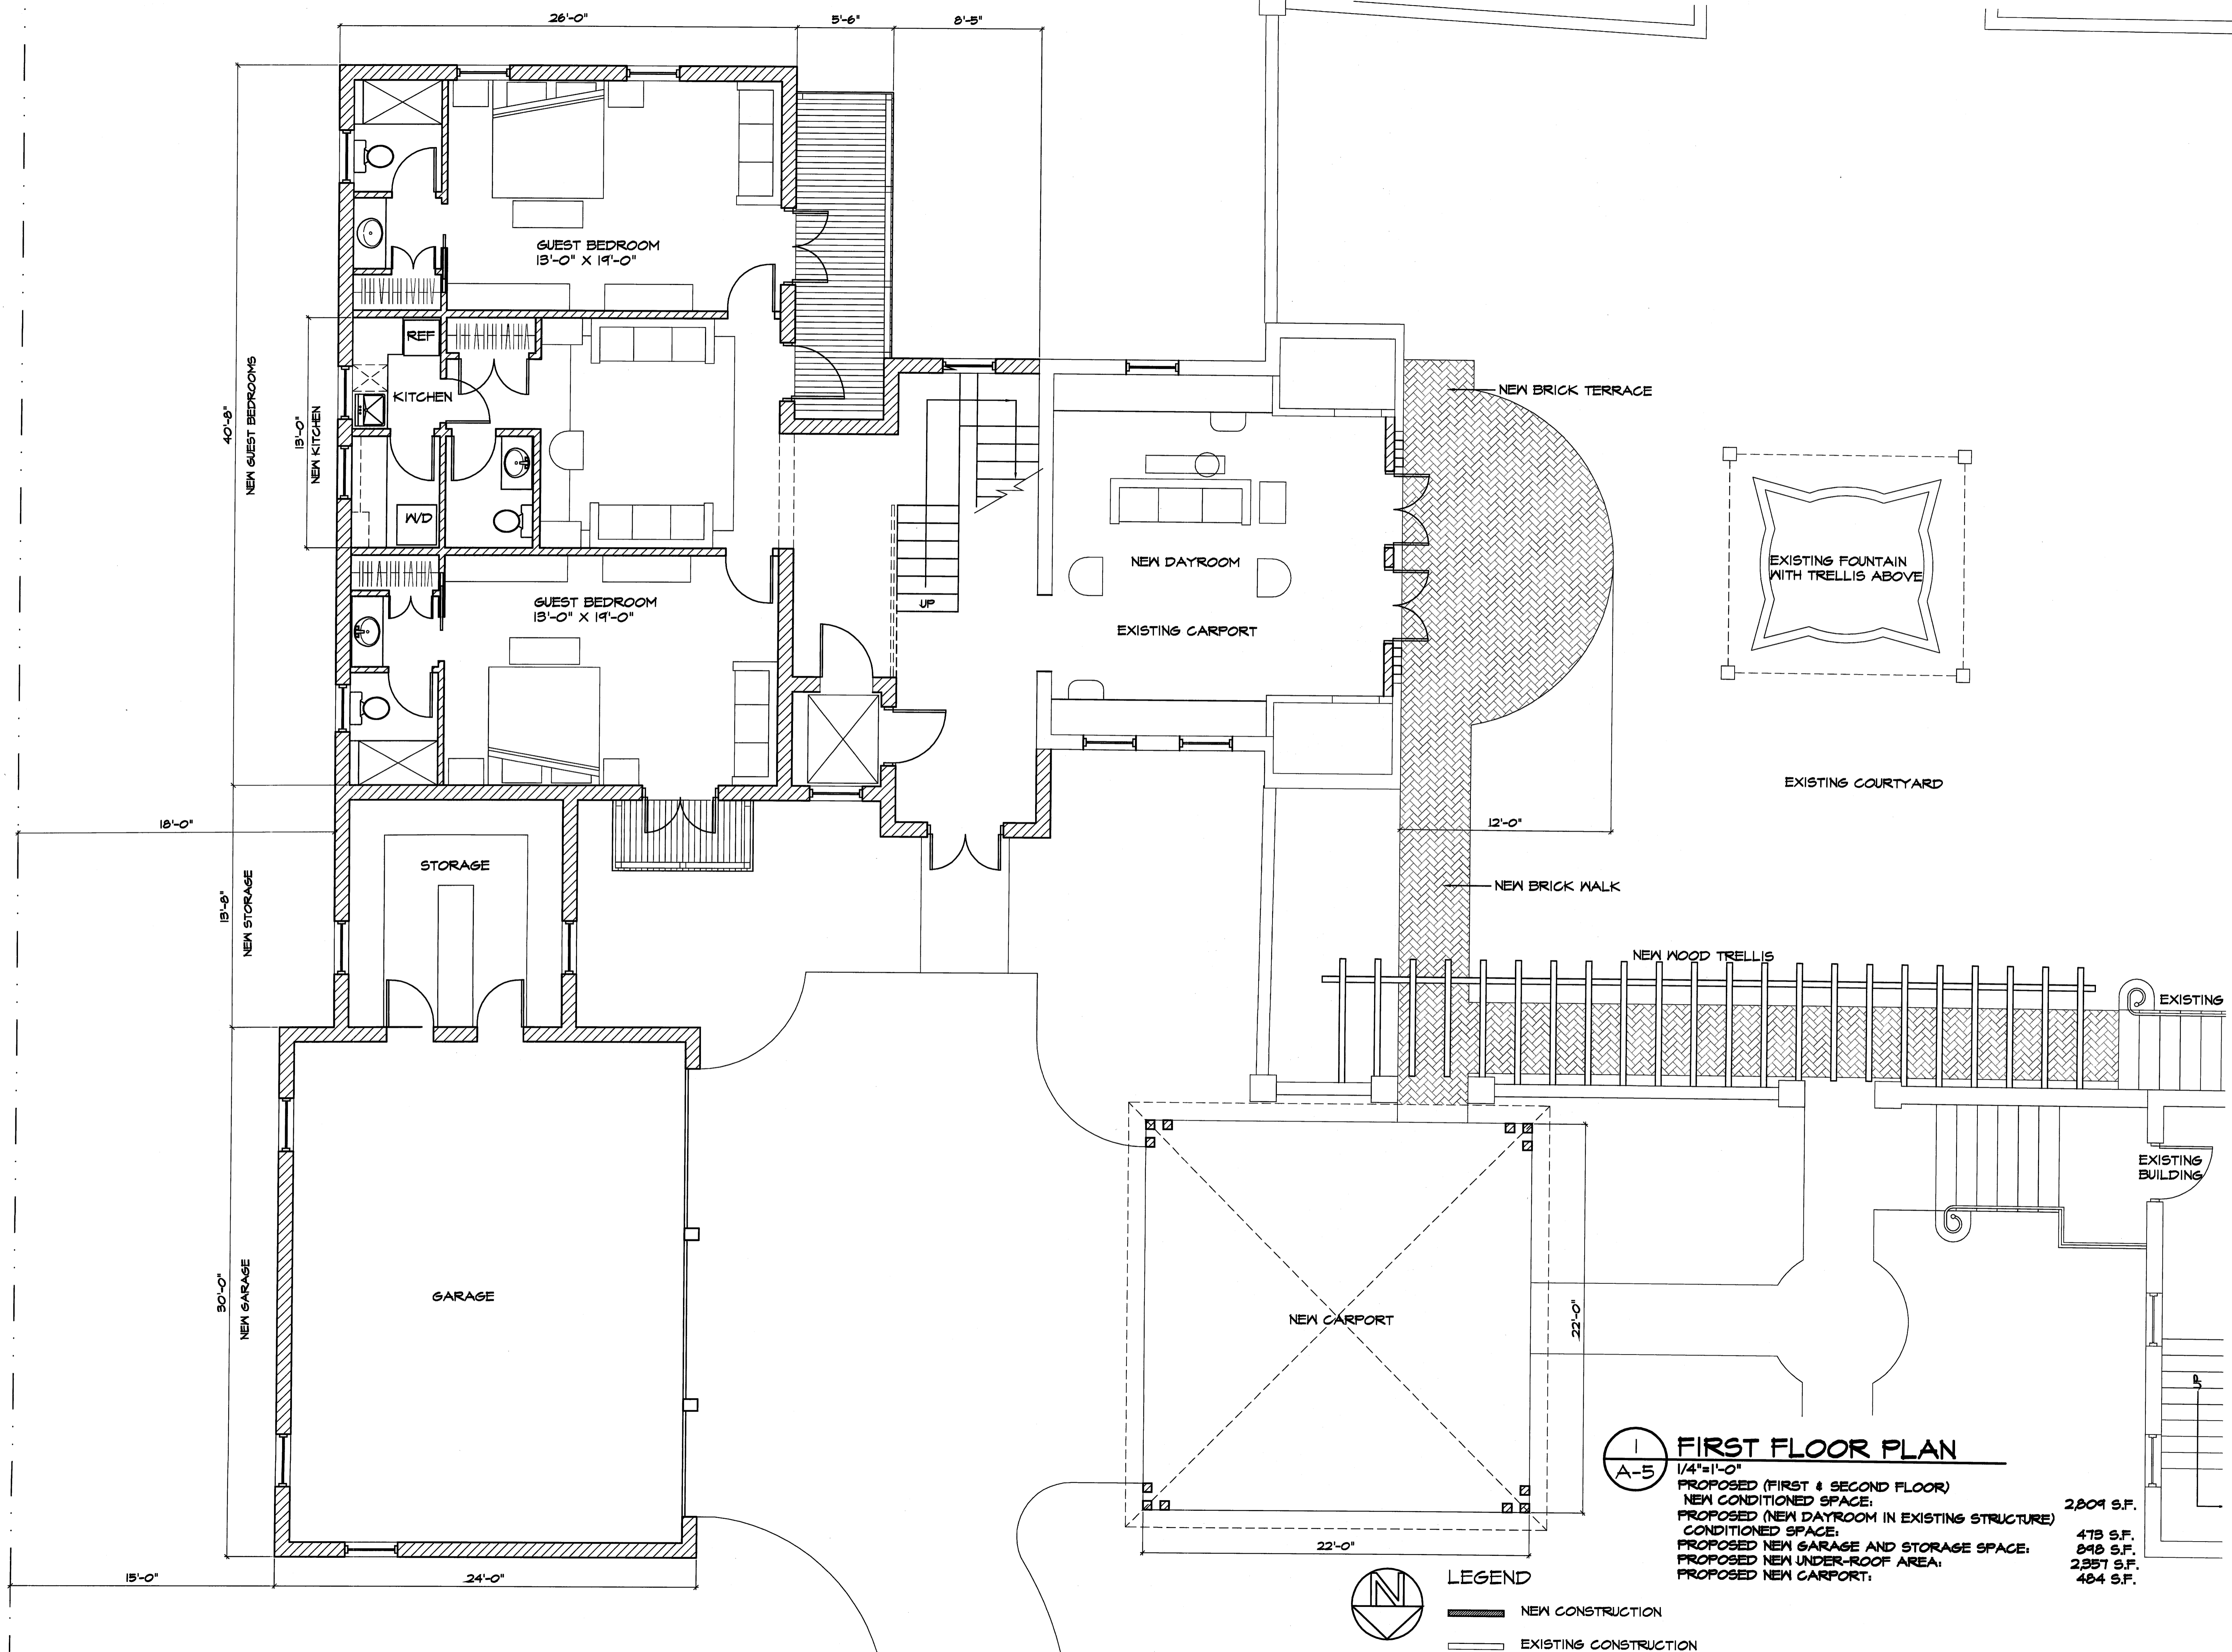 26'-0"
5'-6"
8'-5"
GUEST BEDROOM
13'-0" X 19'-0"
40'-8"
NEW GUEST BEDROOMS
13'-0"
NEW KITCHEN
REF
KITCHEN
W/D
NEW BRICK TERRACE
NEW DAYROOM
EXISTING CARPORT
UP
EXISTING FOUNTAIN
WITH TRELLIS ABOVE
GUEST BEDROOM
13'-0" X 19'-0"
EXISTING COURTYARD
18'-0"
12'-0"
STORAGE
13'-8"
NEW STORAGE
NEW BRICK WALK
NEW WOOD TRELLIS
EXISTING
EXISTING
BUILDING
30'-0"
NEW GARAGE
GARAGE
NEW CARPORT
22'-0"
UP
22'-0"
15'-0"
24'-0"
1
A-5
FIRST FLOOR PLAN
1/4"=1'-0"
PROPOSED (FIRST & SECOND FLOOR)
NEW CONDITIONED SPACE: 2,809 S.F.
PROPOSED (NEW DAYROOM IN EXISTING STRUCTURE)
CONDITIONED SPACE: 473 S.F.
PROPOSED NEW GARAGE AND STORAGE SPACE: 898 S.F.
PROPOSED NEW UNDER-ROOF AREA: 2,357 S.F.
PROPOSED NEW CARPORT: 484 S.F.
N
LEGEND
NEW CONSTRUCTION
EXISTING CONSTRUCTION